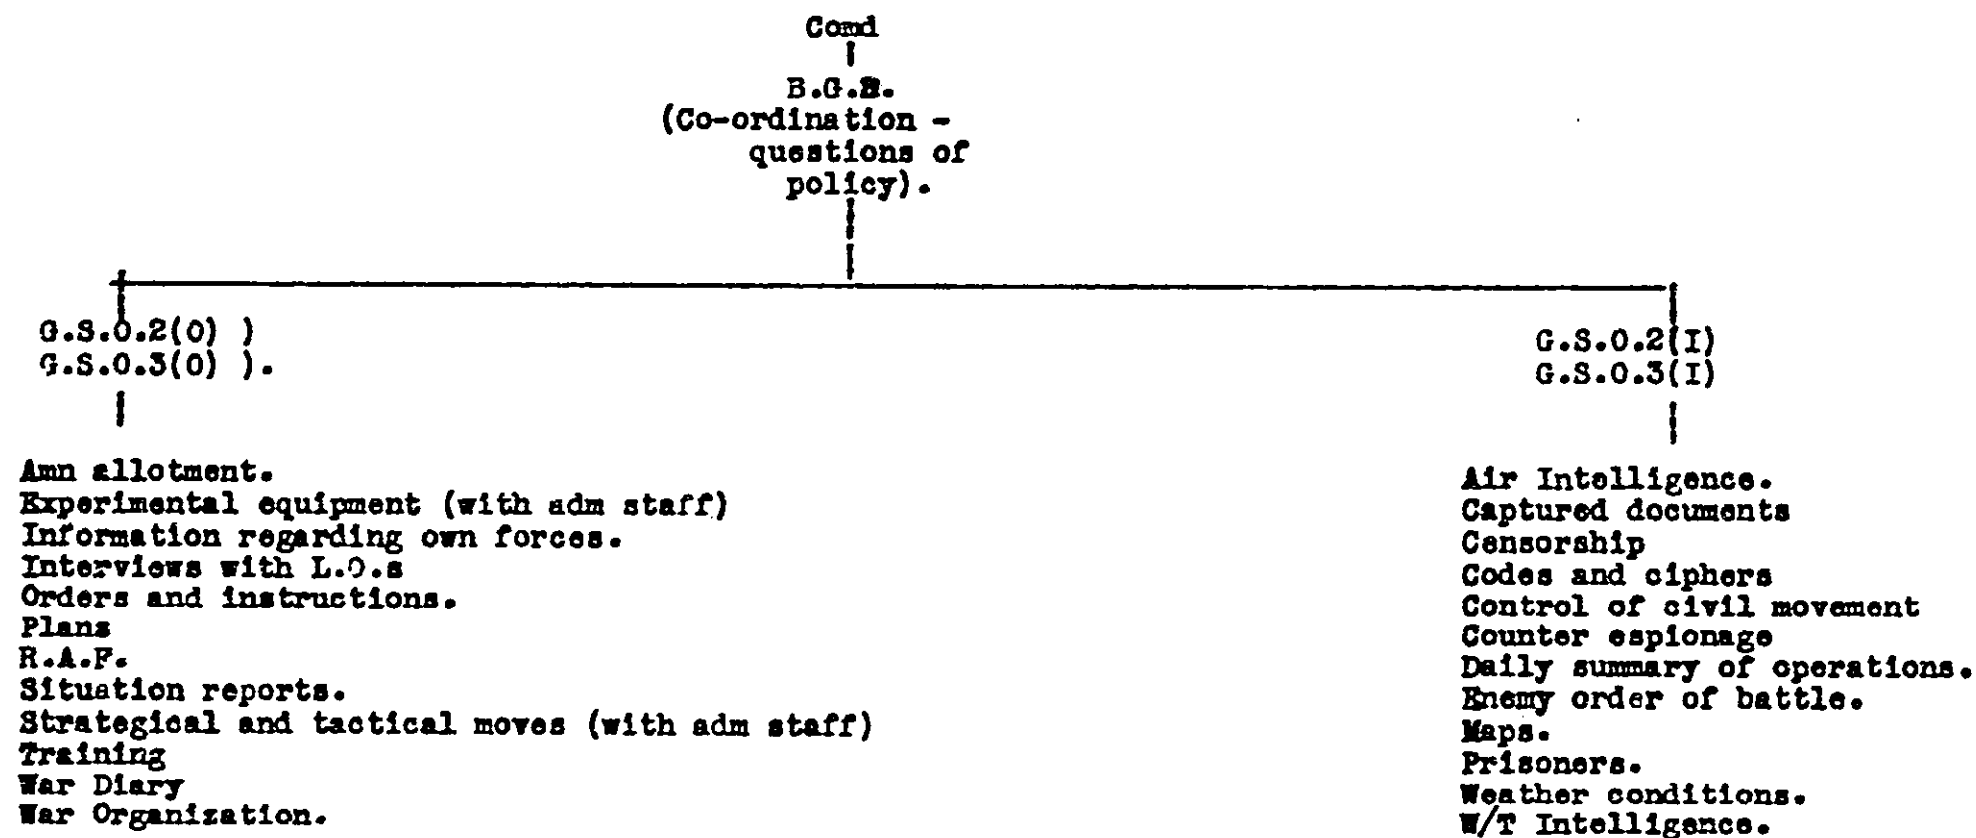 Comd
B.G.S.
(Co-ordination -
questions of
policy).
G.S.O.2(O) )
G.S.O.3(O) ).
Amn allotment.
Experimental equipment (with adm staff)
Information regarding own forces.
Interviews with L.O.s
Orders and instructions.
Plans
R.A.F.
Situation reports.
Strategical and tactical moves (with adm staff)
Training
War Diary
War Organization.
G.S.O.2(I)
G.S.O.3(I)
Air Intelligence.
Captured documents
Censorship
Codes and ciphers
Control of civil movement
Counter espionage
Daily summary of operations.
Enemy order of battle.
Maps.
Prisoners.
Weather conditions.
W/T Intelligence.